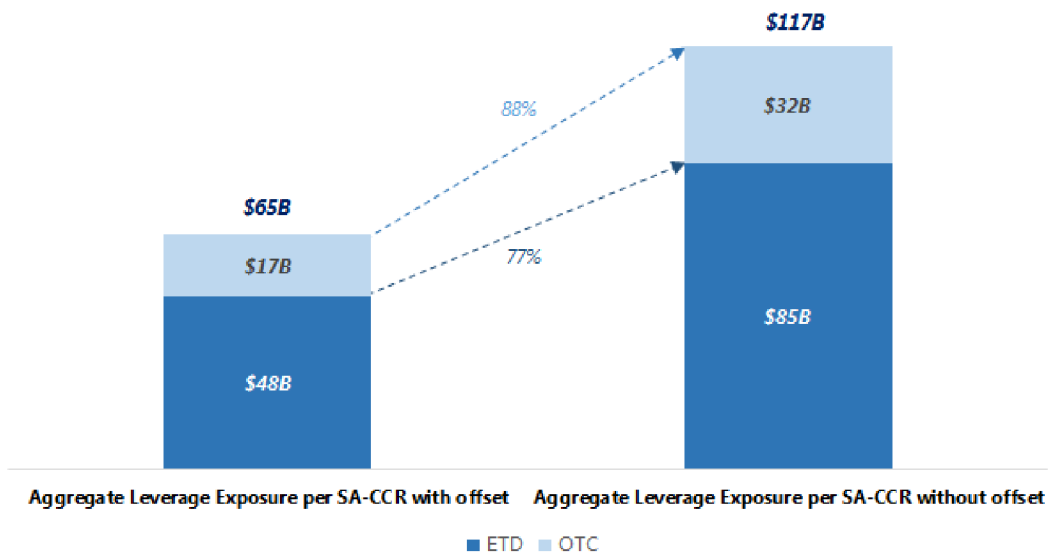 $117B
88%
$32B
$65B
77%
$17B
$85B
$48B
Aggregate Leverage Exposure per SA-CCR with offset
Aggregate Leverage Exposure per SA-CCR without offset
ETD
OTC